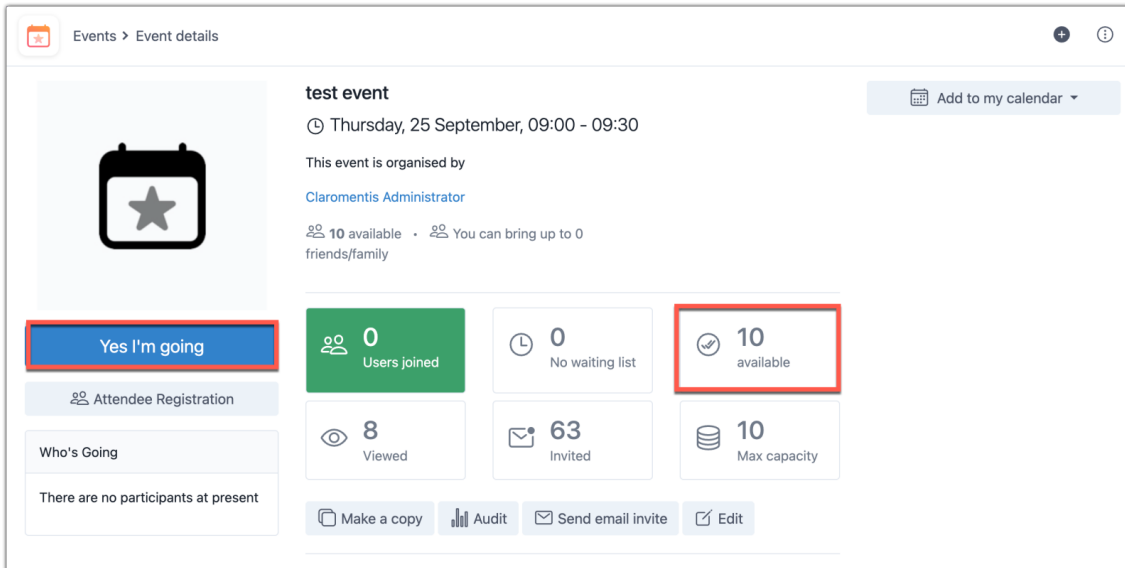 Events > Event details
test event
Thursday, 25 September, 09:00 - 09:30
This event is organised by
Claromentis Administrator
10 available • You can bring up to 0
friends/family
Add to my calendar
Yes I'm going
Attendee Registration
Who's Going
There are no participants at present
0
Users joined
0
No waiting list
10
available
8
Viewed
63
Invited
10
Max capacity
Make a copy
Audit
Send email invite
Edit